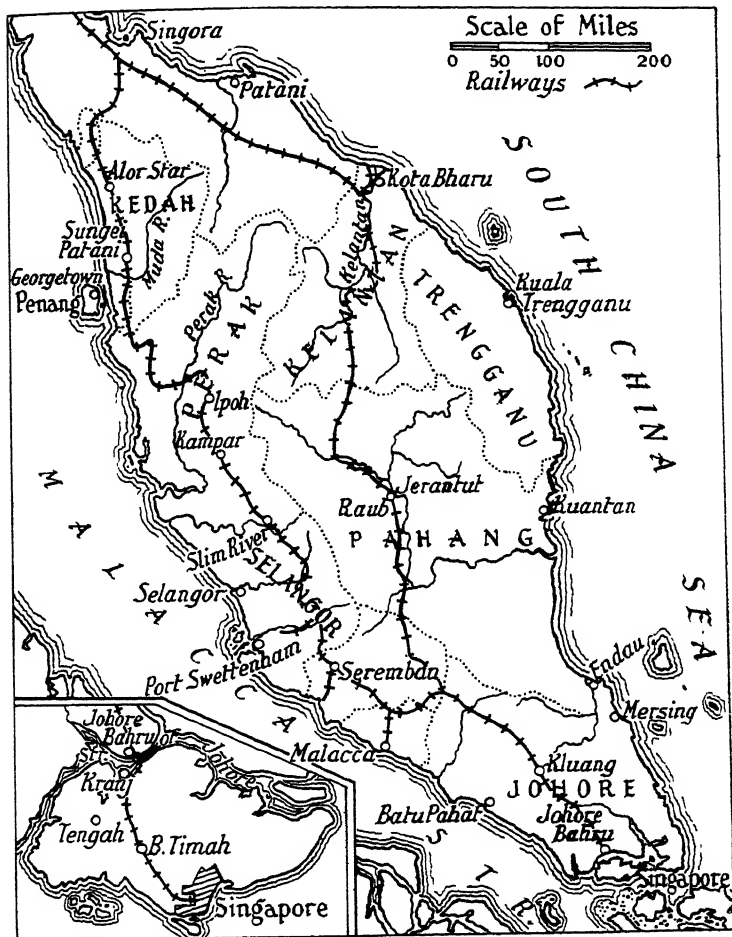 Singora
Scale of Miles
0 50 100 200
Railways
Patani
SOUTH CHINA SEA
Alor Star
KEDAH
Kota Bharu
Sungei
Patani
Muda R.
Georgetown
Penang
Perak R
PERAK
Kelantan
KELANTAN
TRENGGANU
Kuala
Trengganu
Ipoh
Kampar
Jerantut
Raub
Kuantan
PAHANG
Slim River
SELANGOR
Selangor
MALACCA STR.
Port Swettenham
Seremban
Endau
Mersing
Malacca
Kluang
JOHORE
Batu Pahat
Johore
Bahru
Singapore
Johore
Bahru
Str. of Johore
Kranj
Tengah
B. Timah
Singapore